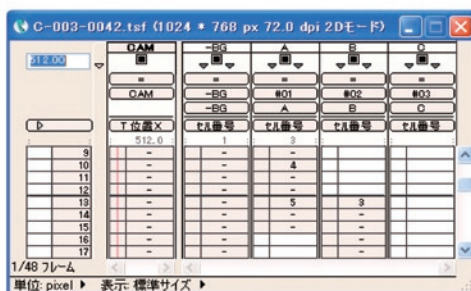 C-003-0042.tsf (1024 * 768 px 72.0 dpi 2Dモード)
CAM -BG A B C
512.00
= = = = =
CAM -BG #01 #02 #03
-BG A B C
T位置X セル番号 セル番号 セル番号 セル番号
512.0 1 3
9 - - -
10 - - 4
11 - - -
12 - - -
13 - - 5 3
14 - - - -
15 - - - -
16 - - -
17 - - -
1/48 フレーム
単位: pixel 表示: 標準サイズ